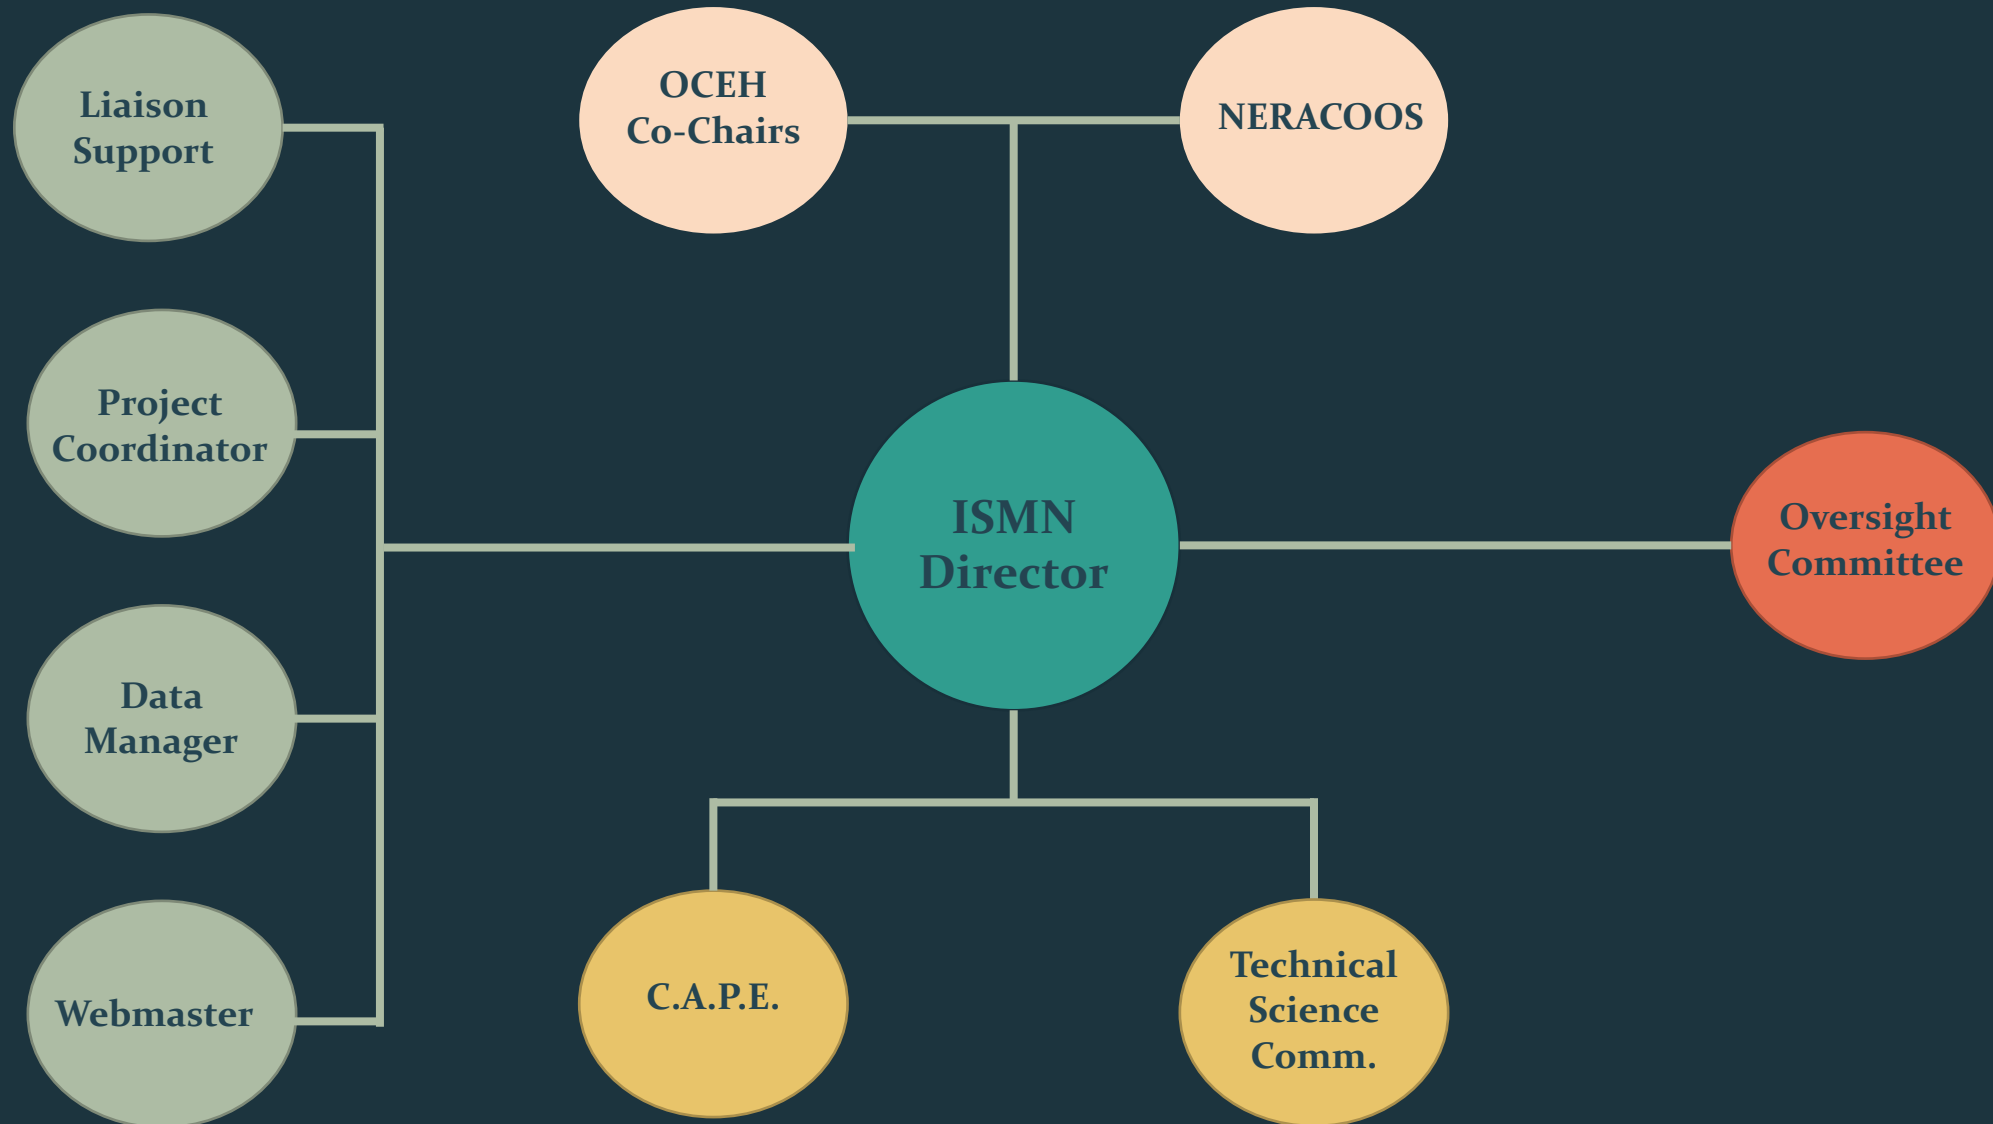 Liaison
Support
OCEH
Co-Chairs
NERACOOS
Project
Coordinator
ISMN
Director
Oversight
Committee
Data
Manager
Webmaster
C.A.P.E.
Technical
Science
Comm.